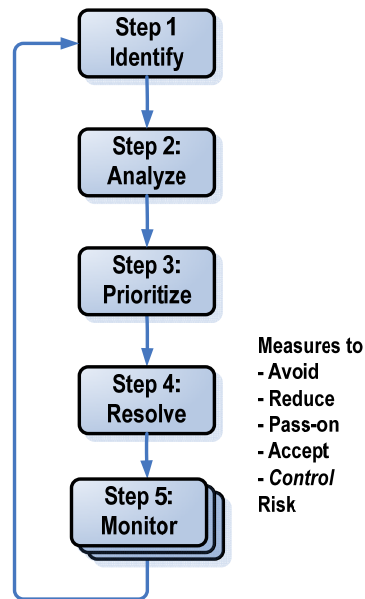 Step 1
Identify
Step 2:
Analyze
Step 3:
Prioritize
Step 4:
Resolve
Step 5:
Monitor
Measures to
- Avoid
- Reduce
- Pass-on
- Accept
- Control
Risk